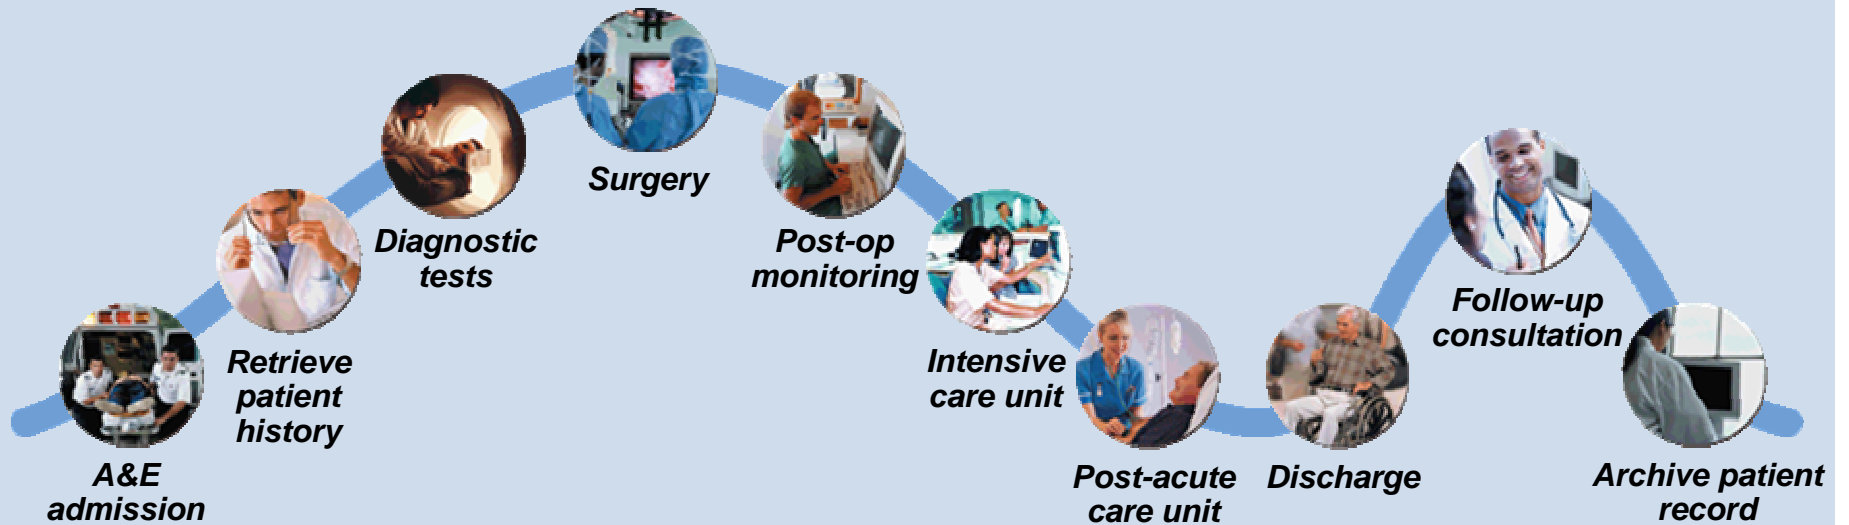 A&E
admission
Retrieve
patient
history
Diagnostic
tests
Surgery
Post-op
monitoring
Intensive
care unit
Post-acute
care unit
Discharge
Follow-up
consultation
Archive patient
record